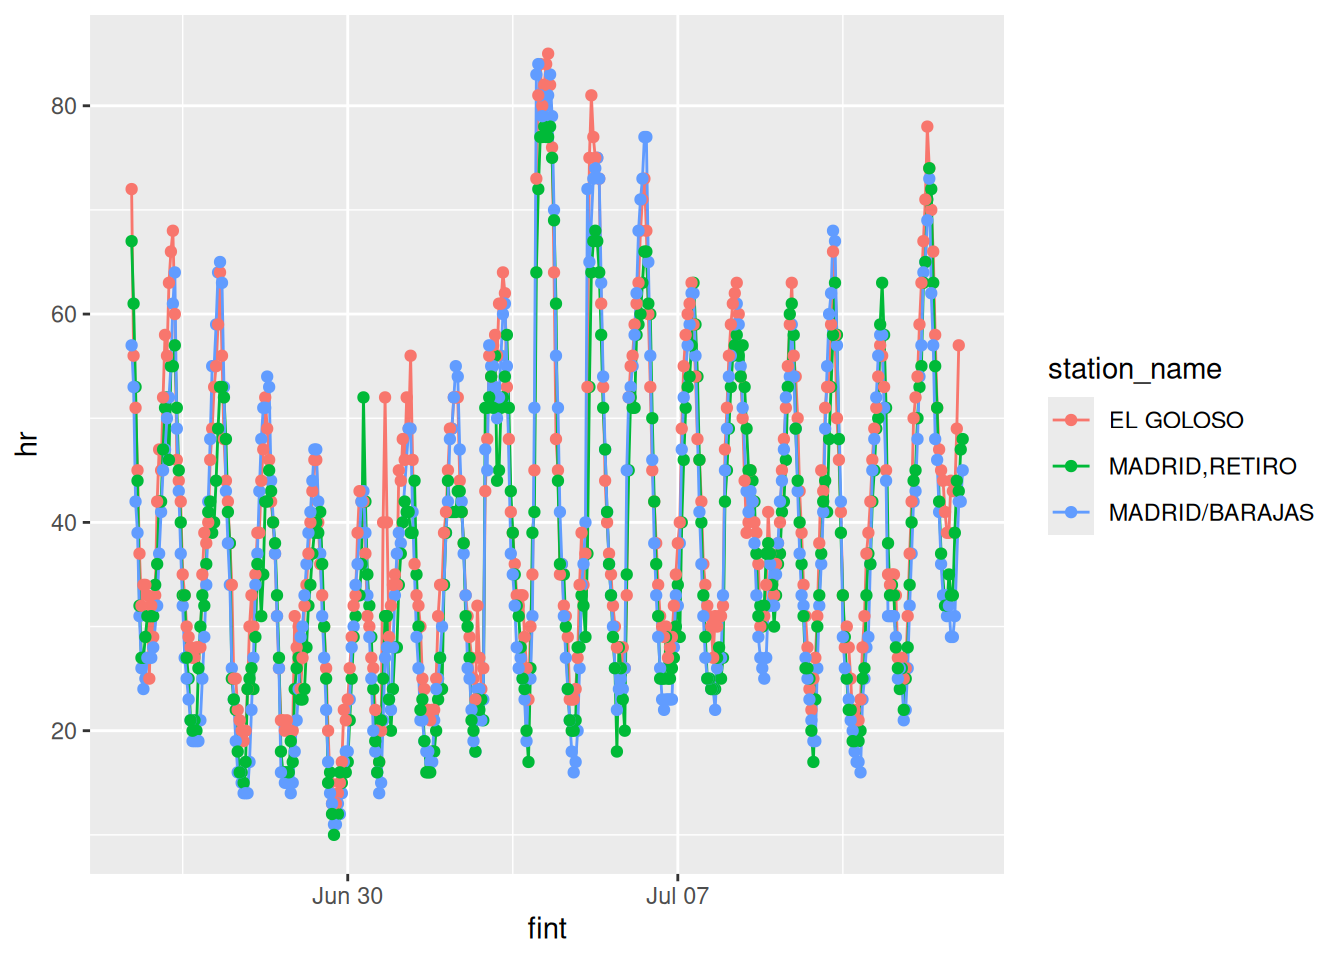 80
60
40
20
hr
Jun 30
Jul 07
fint
station_name
EL GOLOSO
MADRID,RETIRO
MADRID/BARAJAS